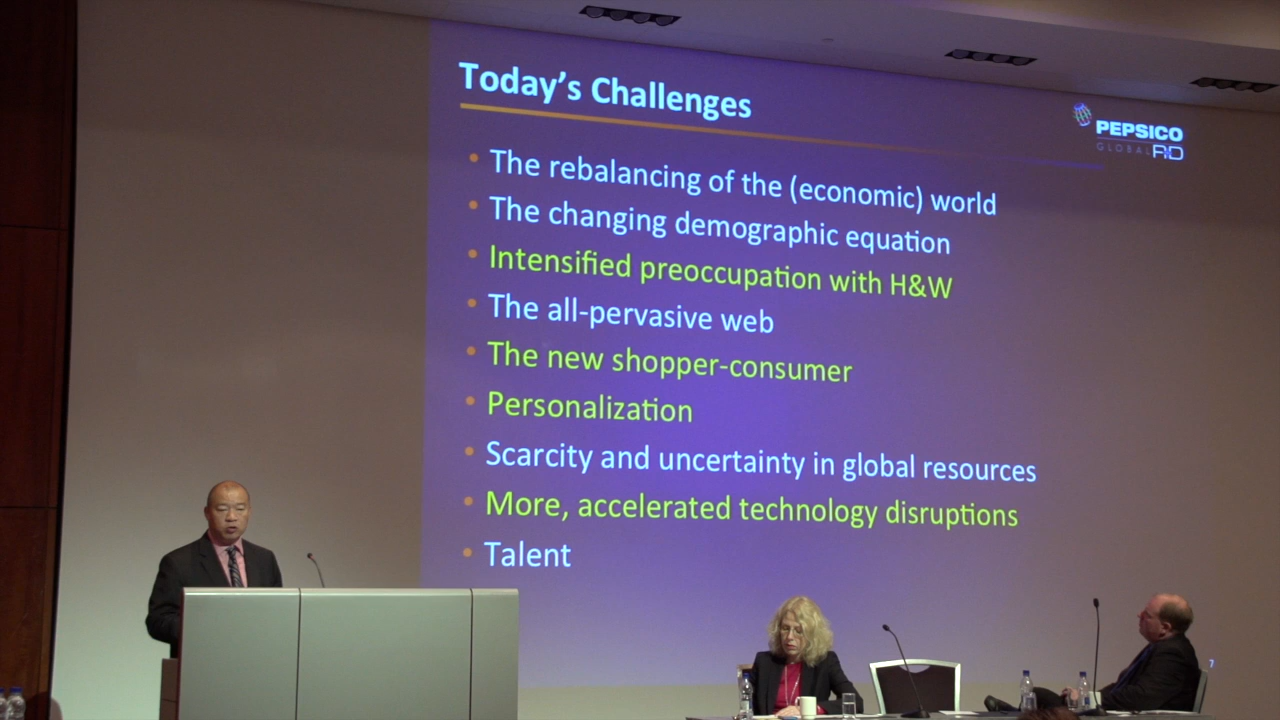 Today's Challenges
PEPSICO
GLOBAL R&D
• The rebalancing of the (economic) world
• The changing demographic equation
• Intensified preoccupation with H&W
• The all-pervasive web
• The new shopper-consumer
• Personalization
• Scarcity and uncertainty in global resources
• More, accelerated technology disruptions
• Talent
7